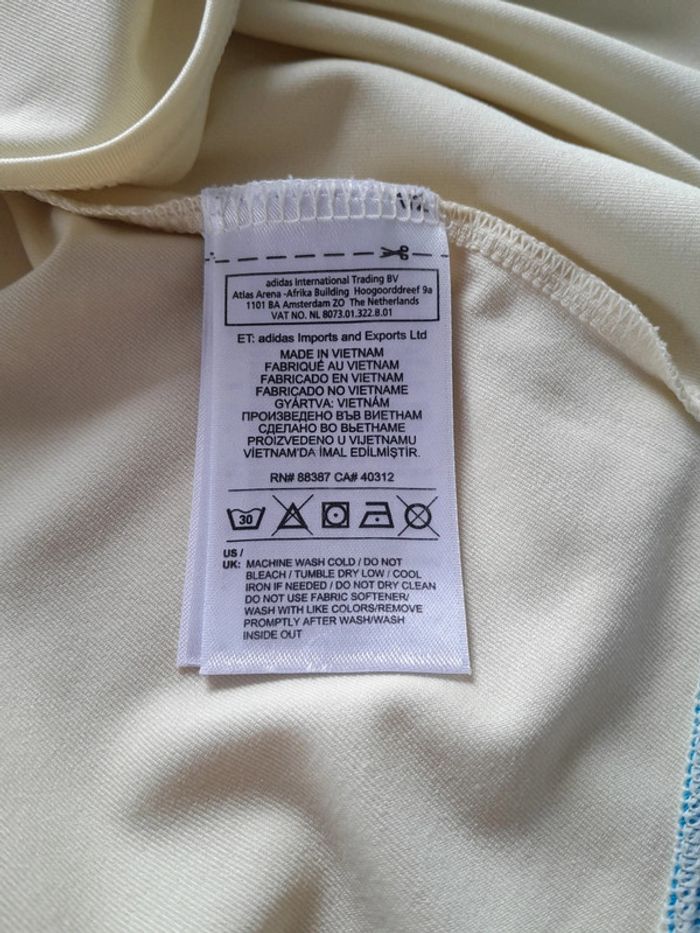 adidas International Trading BV
Atlas Arena -Afrika Building Hoogoorddreef 9a
1101 BA Amsterdam ZO The Netherlands
VAT NO. NL 8073.01.322.B.01
ET: adidas Imports and Exports Ltd
MADE IN VIETNAM
FABRIQUÉ AU VIETNAM
FABRICADO EN VIETNAM
FABRICADO NO VIETNAME
GYÁRTVA: VIETNÁM
ПРОИЗВЕДЕНО ВЪВ ВИЕТНАМ
СДЕЛАНО ВО ВЬЕТНАМЕ
PROIZVEDENO U VIJETNAMU
VİETNAM'DA İMAL EDİLMİŞTİR.
RN# 88387 CA# 40312
30
US /
UK: MACHINE WASH COLD / DO NOT
BLEACH / TUMBLE DRY LOW / COOL
IRON IF NEEDED / DO NOT DRY CLEAN
DO NOT USE FABRIC SOFTENER/
WASH WITH LIKE COLORS/REMOVE
PROMPTLY AFTER WASH/WASH
INSIDE OUT